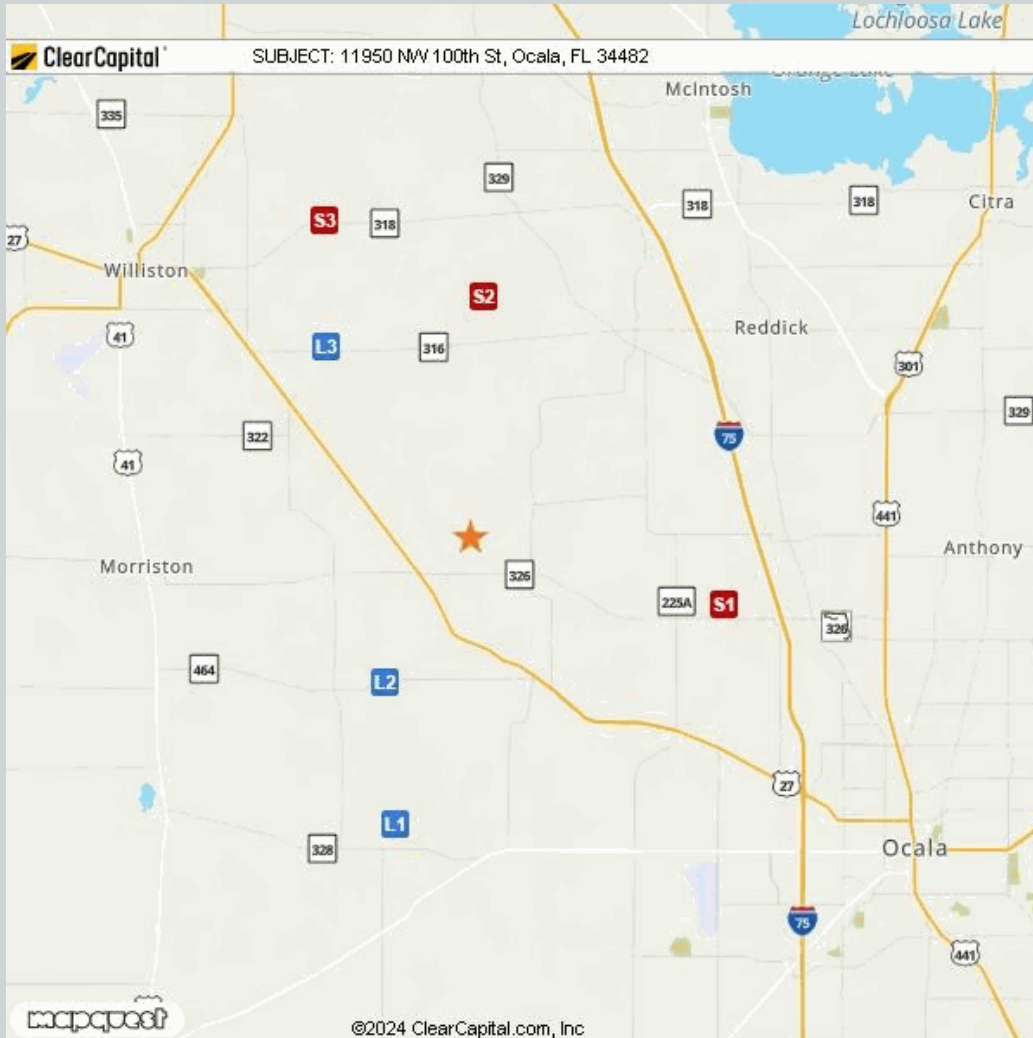 Lochloosa Lake
ClearCapital
SUBJECT: 11950 NW 100th St, Ocala, FL 34482
Orange Lake
McIntosh
335
329
S3
318
318
318
Citra
27
Williston
S2
41
L3
316
Reddick
301
322
75
329
41
441
Anthony
Morriston
326
225A
S1
326
464
L2
27
L1
328
Ocala
75
441
mapquest
©2024 ClearCapital.com, Inc